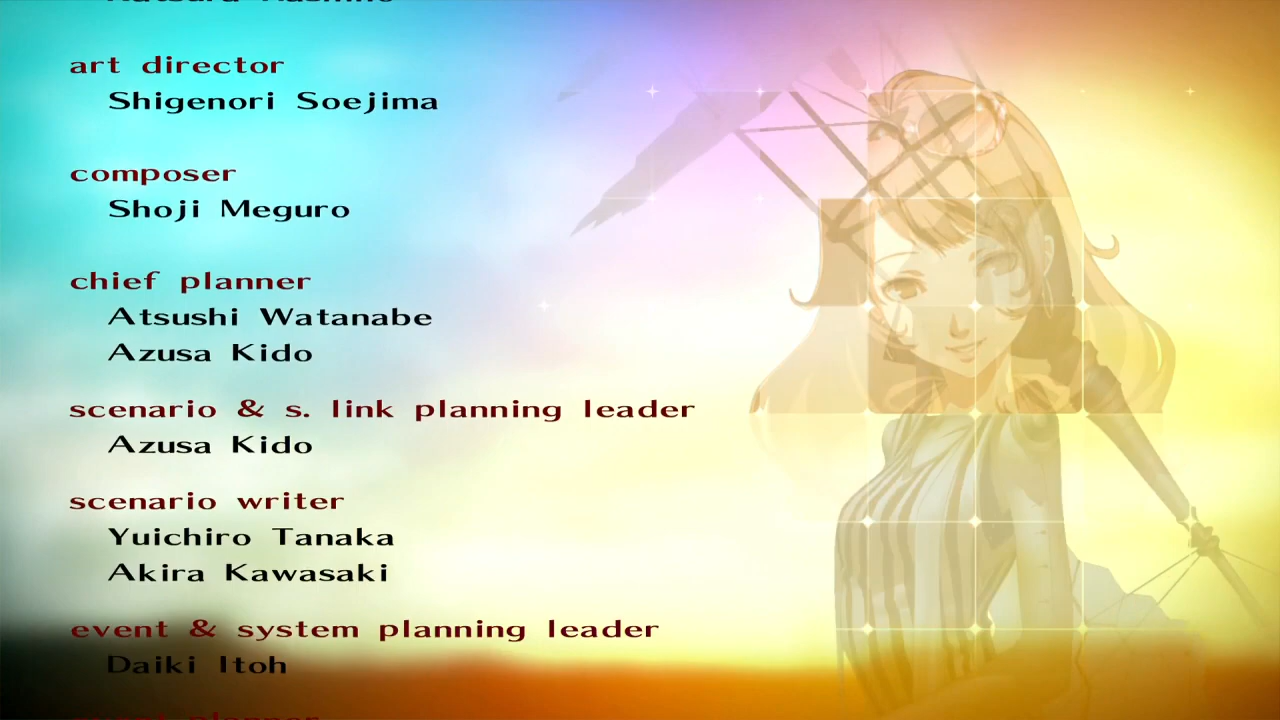 art director
Shigenori Soejima
composer
Shoji Meguro
chief planner
Atsushi Watanabe
Azusa Kido
scenario & s. link planning leader
Azusa Kido
scenario writer
Yuichiro Tanaka
Akira Kawasaki
event & system planning leader
Daiki Itoh